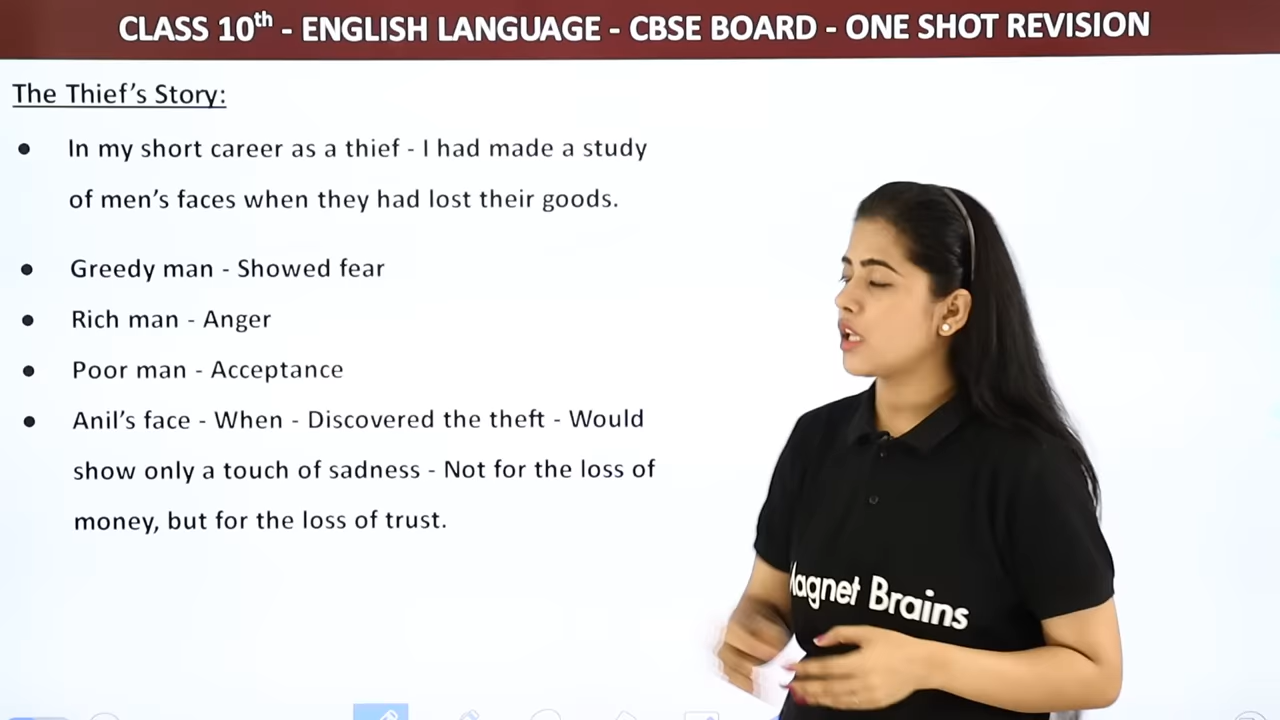 CLASS 10th - ENGLISH LANGUAGE - CBSE BOARD - ONE SHOT REVISION
The Thief's Story:
● In my short career as a thief - I had made a study
of men's faces when they had lost their goods.
● Greedy man - Showed fear
● Rich man - Anger
● Poor man - Acceptance
● Anil's face - When - Discovered the theft - Would
show only a touch of sadness - Not for the loss of
money, but for the loss of trust.
Magnet Brains